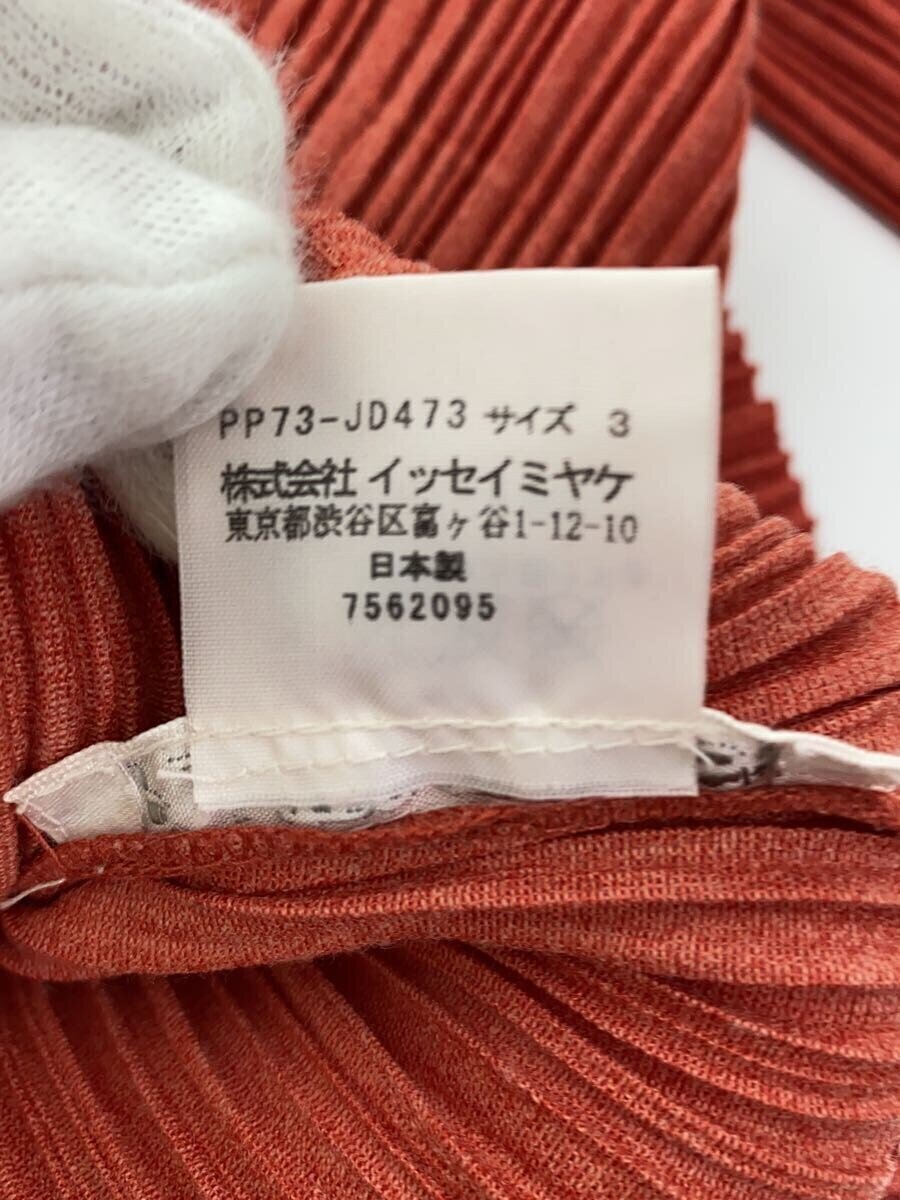 PP73-JD473 サイズ 3
株式会社 イッセイミヤケ
東京都渋谷区富ヶ谷1-12-10
日本製
7562095